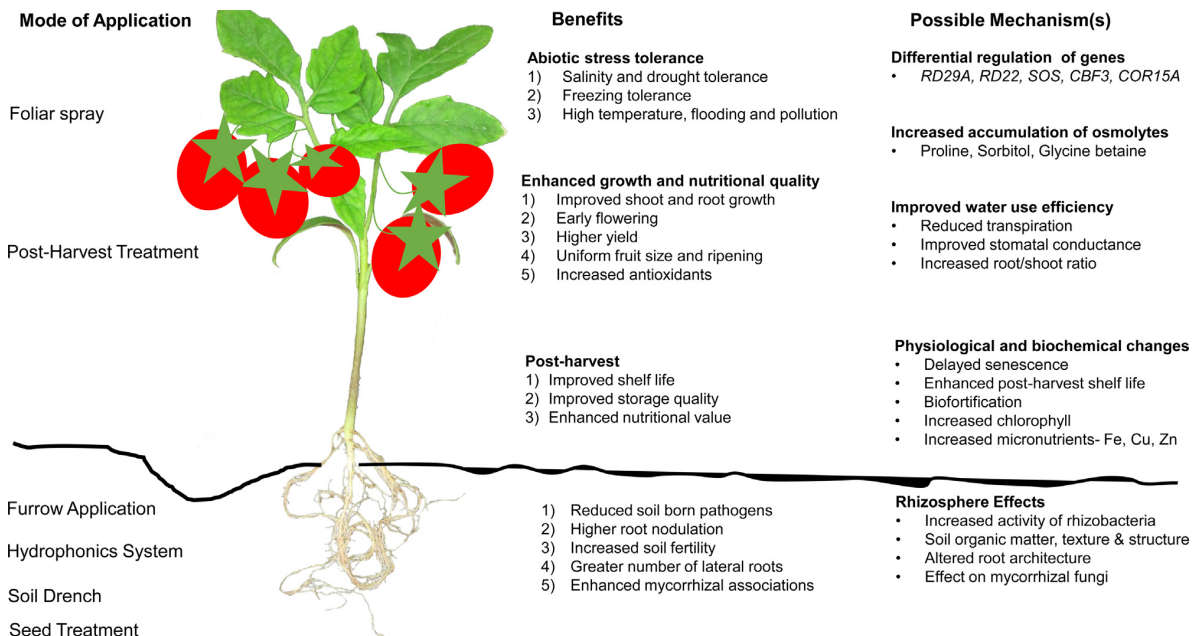 Mode of Application
Foliar spray
Post-Harvest Treatment
Furrow Application
Hydrophonics System
Soil Drench
Seed Treatment
Benefits
Abiotic stress tolerance
1) Salinity and drought tolerance
2) Freezing tolerance
3) High temperature, flooding and pollution
Enhanced growth and nutritional quality
1) Improved shoot and root growth
2) Early flowering
3) Higher yield
4) Uniform fruit size and ripening
5) Increased antioxidants
Post-harvest
1) Improved shelf life
2) Improved storage quality
3) Enhanced nutritional value
1) Reduced soil born pathogens
2) Higher root nodulation
3) Increased soil fertility
4) Greater number of lateral roots
5) Enhanced mycorrhizal associations
Possible Mechanism(s)
Differential regulation of genes
• RD29A, RD22, SOS, CBF3, COR15A
Increased accumulation of osmolytes
• Proline, Sorbitol, Glycine betaine
Improved water use efficiency
• Reduced transpiration
• Improved stomatal conductance
• Increased root/shoot ratio
Physiological and biochemical changes
• Delayed senescence
• Enhanced post-harvest shelf life
• Biofortification
• Increased chlorophyll
• Increased micronutrients- Fe, Cu, Zn
Rhizosphere Effects
• Increased activity of rhizobacteria
• Soil organic matter, texture & structure
• Altered root architecture
• Effect on mycorrhizal fungi